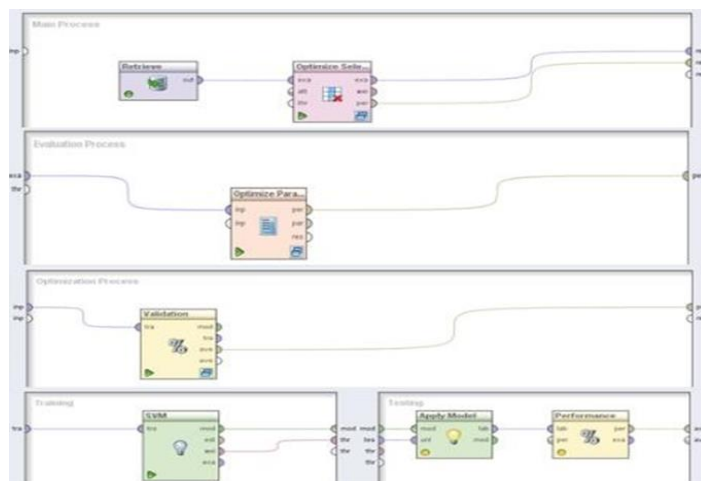 Main Process
inp
Retrieve
out
Optimize Sele...
exa
exa
att
wei
thr
per
Evaluation Process
exa
thr
Optimize Para...
inp
per
inp
par
res
Optimization Process
inp
inp
Validation
tra
mod
tra
ave
ave
Training
tra
SVM
tra
mod
est
wei
exa
mod
thr
thr
Testing
mod
tes
thr
thr
Apply Model
mod
lab
unl
mod
Performance
lab
per
per
exa